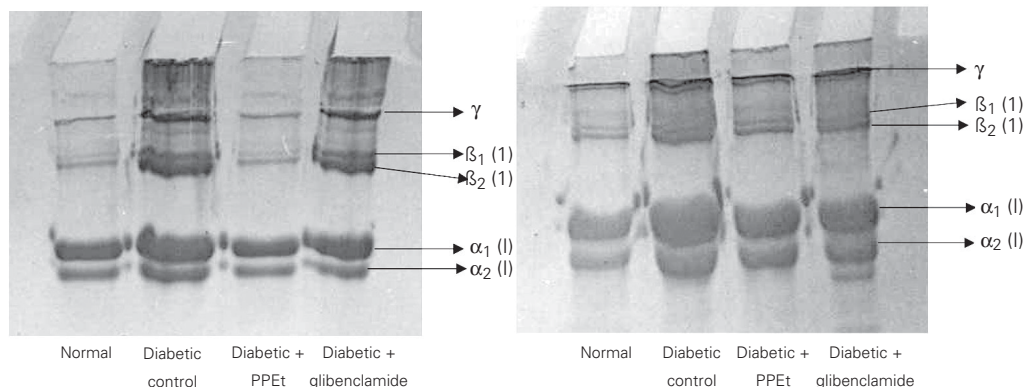 γ
ß₁ (1)
ß₂ (1)
α₁ (I)
α₂ (I)
Normal Diabetic control Diabetic + PPEt Diabetic + glibenclamide
γ
ß₁ (1)
ß₂ (1)
α₁ (I)
α₂ (I)
Normal Diabetic control Diabetic + PPEt Diabetic + glibenclamide